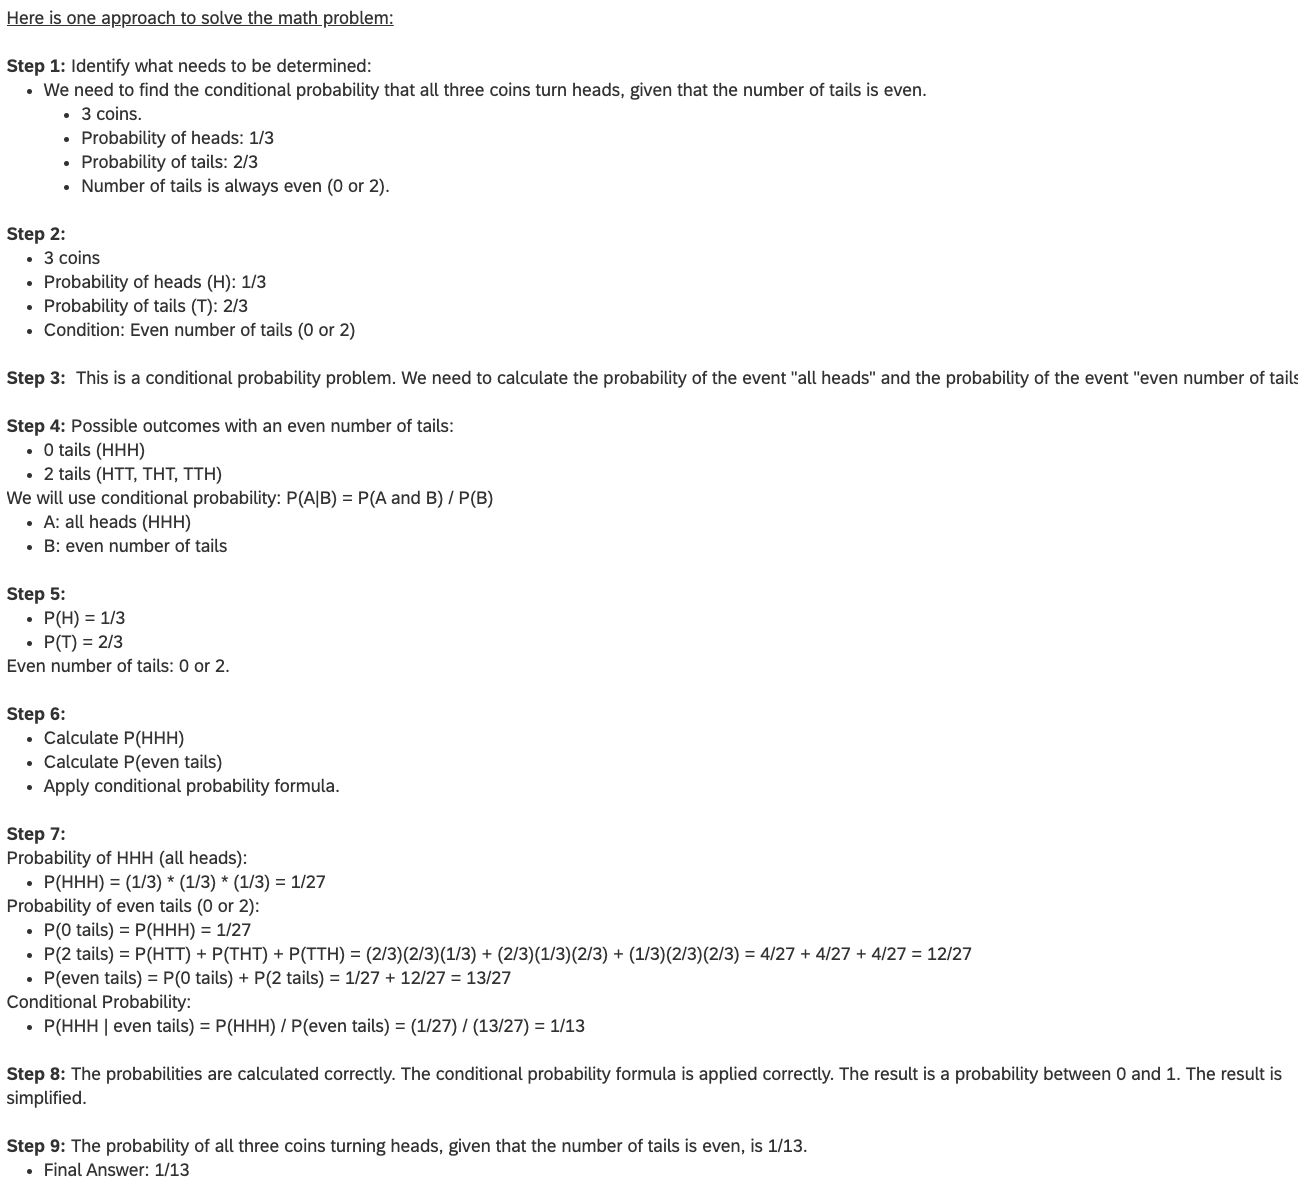 Here is one approach to solve the math problem:
Step 1: Identify what needs to be determined:
• We need to find the conditional probability that all three coins turn heads, given that the number of tails is even.
• 3 coins.
• Probability of heads: 1/3
• Probability of tails: 2/3
• Number of tails is always even (0 or 2).
Step 2:
• 3 coins
• Probability of heads (H): 1/3
• Probability of tails (T): 2/3
• Condition: Even number of tails (0 or 2)
Step 3: This is a conditional probability problem. We need to calculate the probability of the event "all heads" and the probability of the event "even number of tails
Step 4: Possible outcomes with an even number of tails:
• 0 tails (HHH)
• 2 tails (HTT, THT, TTH)
We will use conditional probability: P(A|B) = P(A and B) / P(B)
• A: all heads (HHH)
• B: even number of tails
Step 5:
• P(H) = 1/3
• P(T) = 2/3
Even number of tails: 0 or 2.
Step 6:
• Calculate P(HHH)
• Calculate P(even tails)
• Apply conditional probability formula.
Step 7:
Probability of HHH (all heads):
• P(HHH) = (1/3) * (1/3) * (1/3) = 1/27
Probability of even tails (0 or 2):
• P(0 tails) = P(HHH) = 1/27
• P(2 tails) = P(HTT) + P(THT) + P(TTH) = (2/3)(2/3)(1/3) + (2/3)(1/3)(2/3) + (1/3)(2/3)(2/3) = 4/27 + 4/27 + 4/27 = 12/27
• P(even tails) = P(0 tails) + P(2 tails) = 1/27 + 12/27 = 13/27
Conditional Probability:
• P(HHH | even tails) = P(HHH) / P(even tails) = (1/27) / (13/27) = 1/13
Step 8: The probabilities are calculated correctly. The conditional probability formula is applied correctly. The result is a probability between 0 and 1. The result is
simplified.
Step 9: The probability of all three coins turning heads, given that the number of tails is even, is 1/13.
• Final Answer: 1/13